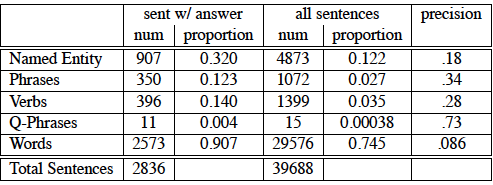 sent w/ answer all sentences precision
num proportion num proportion
Named Entity 907 0.320 4873 0.122 .18
Phrases 350 0.123 1072 0.027 .34
Verbs 396 0.140 1399 0.035 .28
Q-Phrases 11 0.004 15 0.00038 .73
Words 2573 0.907 29576 0.745 .086
Total Sentences 2836 39688